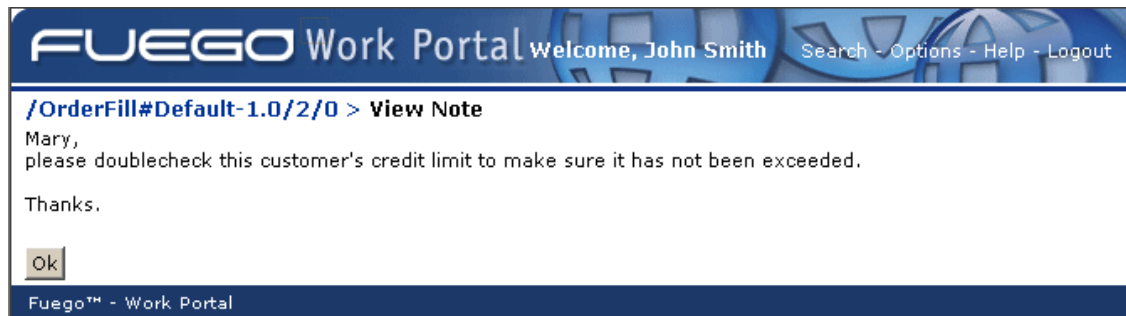 FUEGO Work Portal Welcome, John Smith Search - Options - Help - Logout
/OrderFill#Default-1.0/2/0 > View Note
Mary,
please doublecheck this customer's credit limit to make sure it has not been exceeded.
Thanks.
Ok
Fuego™ - Work Portal